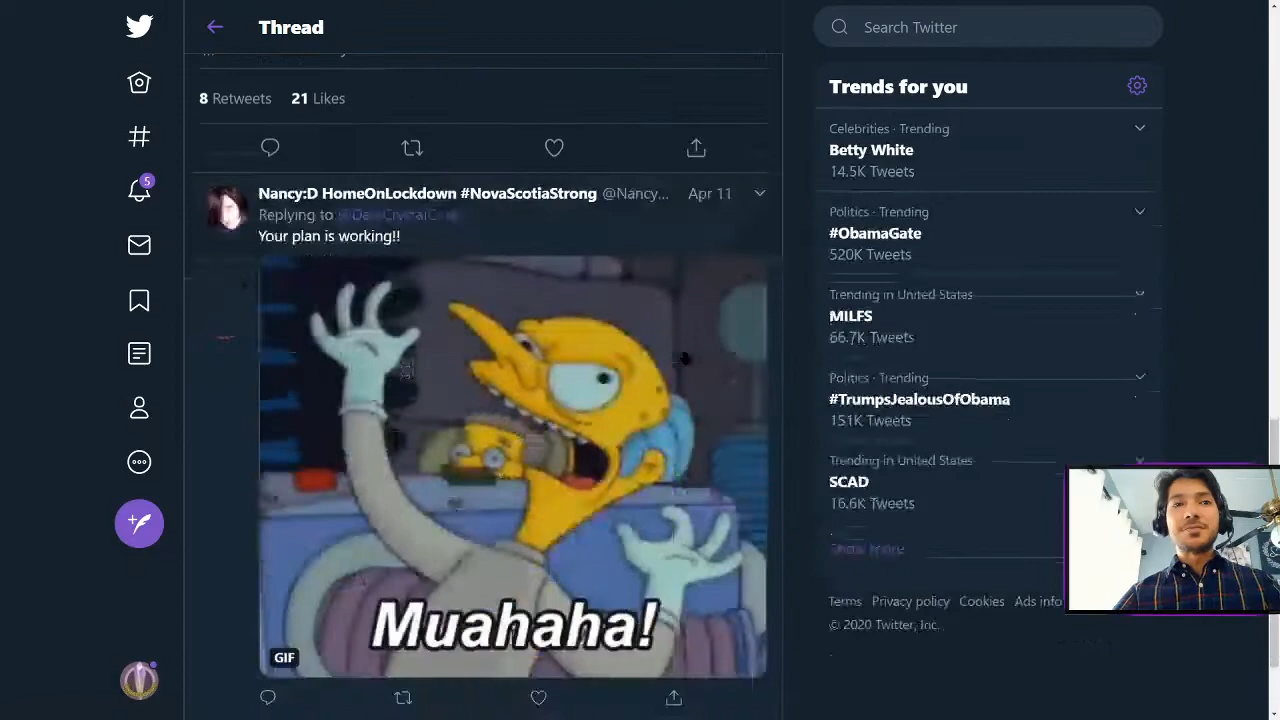 Thread
8 Retweets 21 Likes
Nancy:D HomeOnLockdown #NovaScotiaStrong @Nancy... Apr 11
Replying to
Your plan is working!!
Muahaha!
GIF
5
Search Twitter
Trends for you
Celebrities · Trending
Betty White
14.5K Tweets
Politics · Trending
#ObamaGate
520K Tweets
Trending in United States
MILFS
66.7K Tweets
Politics · Trending
#TrumpsJealousOfObama
151K Tweets
Trending in United States
SCAD
16.6K Tweets
Show more
Terms Privacy policy Cookies Ads info
© 2020 Twitter, Inc.